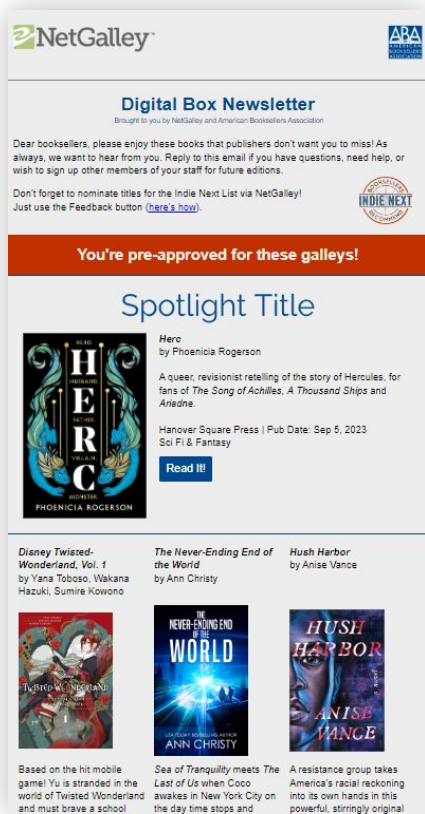 NetGalley
ABA
AMERICAN
BOOKSELLERS
ASSOCIATION
Digital Box Newsletter
Brought to you by NetGalley and American Booksellers Association
Dear booksellers, please enjoy these books that publishers don't want you to miss! As
always, we want to hear from you. Reply to this email if you have questions, need help, or
wish to sign up other members of your staff for future editions.
Don't forget to nominate titles for the Indie Next List via NetGalley!
Just use the Feedback button (here's how).
BOOKSELLERS
INDIE NEXT
RECOMMEND
You're pre-approved for these galleys!
Spotlight Title
HERO.
H
HUSBAND.
E
FATHER.
R
VILLAIN.
C
MONSTER.
PHOENICIA ROGERSON
Herc
by Phoenicia Rogerson
A queer, revisionist retelling of the story of Hercules, for
fans of The Song of Achilles, A Thousand Ships and
Ariadne.
Hanover Square Press | Pub Date: Sep 5, 2023
Sci Fi & Fantasy
Read It!
Disney Twisted-
Wonderland, Vol. 1
by Yana Toboso, Wakana
Hazuki, Sumire Kowono
TWISTED-WONDERLAND
1
Based on the hit mobile
game! Yu is stranded in the
world of Twisted Wonderland
and must brave a school
The Never-Ending End of
the World
by Ann Christy
THE
NEVER-ENDING END
OF THE
WORLD
USA TODAY BESTSELLING AUTHOR
ANN CHRISTY
Sea of Tranquility meets The
Last of Us when Coco
awakes in New York City on
the day time stops and
Hush Harbor
by Anise Vance
HUSH
HARBOR
a novel
ANISE
VANCE
A resistance group takes
America's racial reckoning
into its own hands in this
powerful, stirringly original